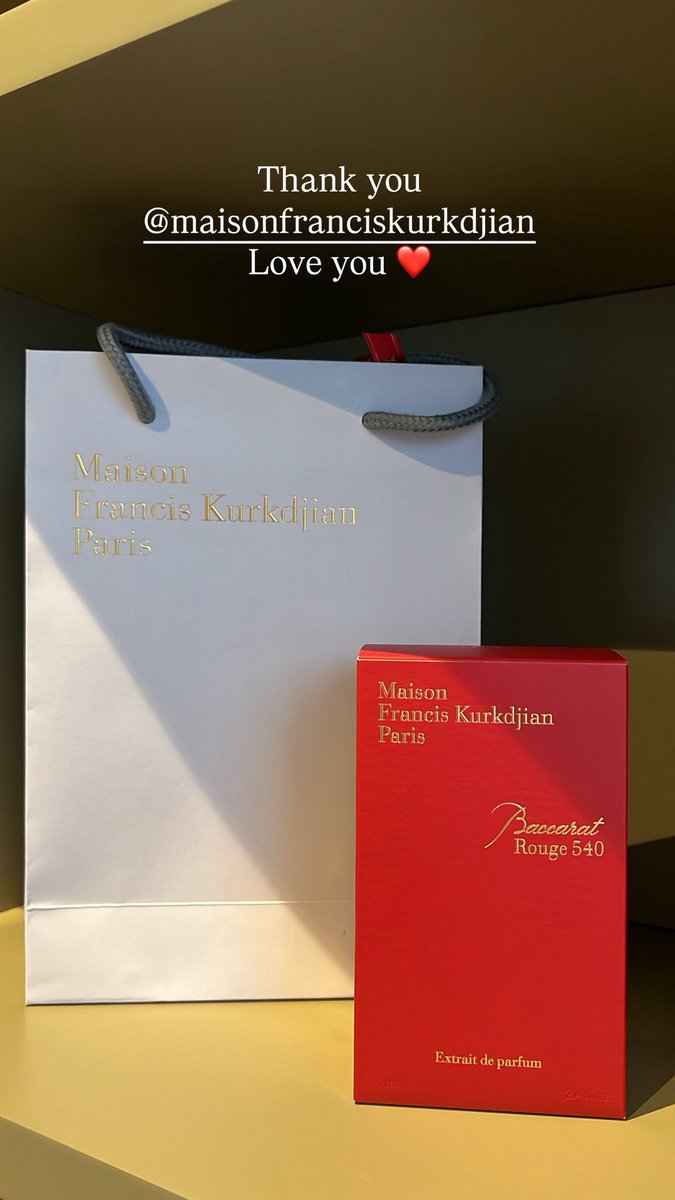 Thank you
@maisonfranciskurkdjian
Love you ❤️
Maison
Francis Kurkdjian
Paris
Maison
Francis Kurkdjian
Paris
Baccarat
Rouge 540
Extrait de parfum